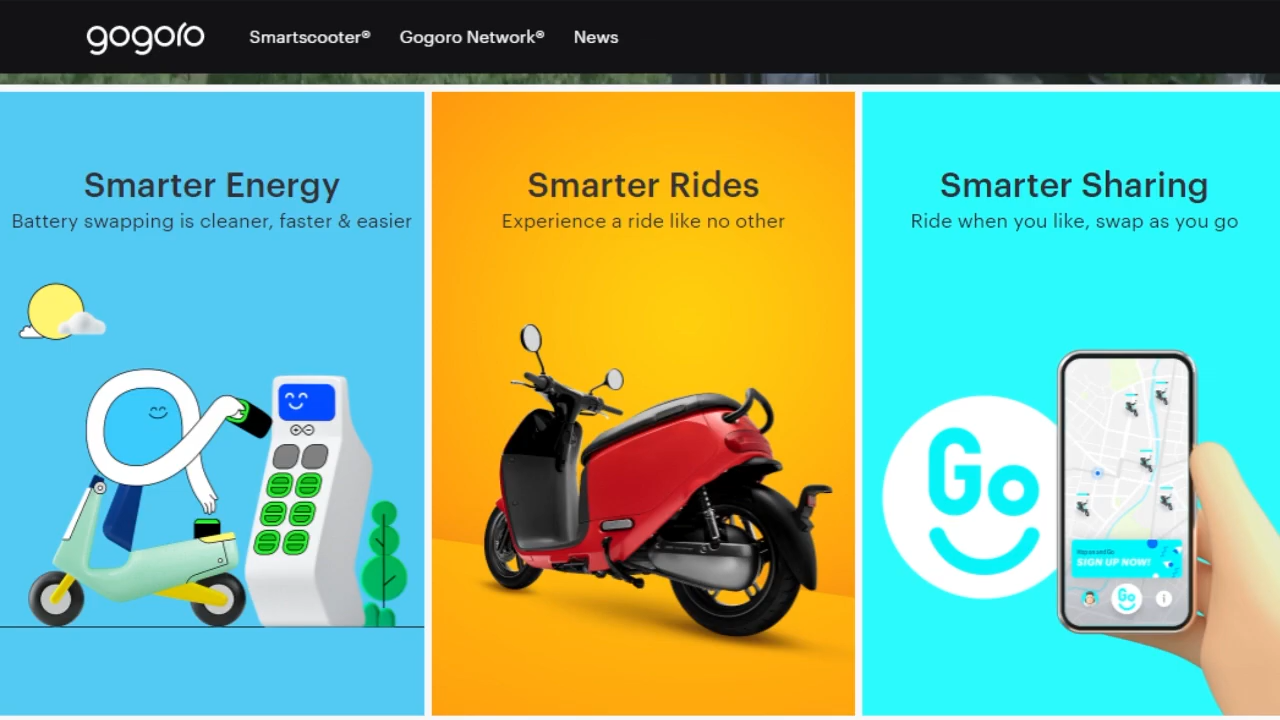 gogoro
Smartscooter® Gogoro Network® News
Smarter Energy
Battery swapping is cleaner, faster & easier
Smarter Rides
Experience a ride like no other
Smarter Sharing
Ride when you like, swap as you go
Go
SIGN UP NOW!
Go
i